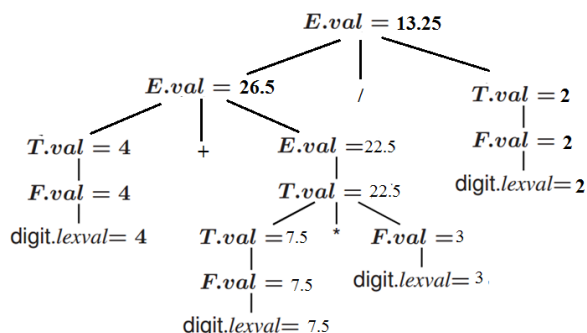 E.val = 13.25
E.val = 26.5 / T.val = 2
T.val = 4 + E.val =22.5 F.val = 2
F.val = 4 T.val = 22.5 digit.lexval= 2
digit.lexval= 4 T.val =7.5 * F.val =3
F.val = 7.5 digit.lexval= 3
digit.lexval = 7.5